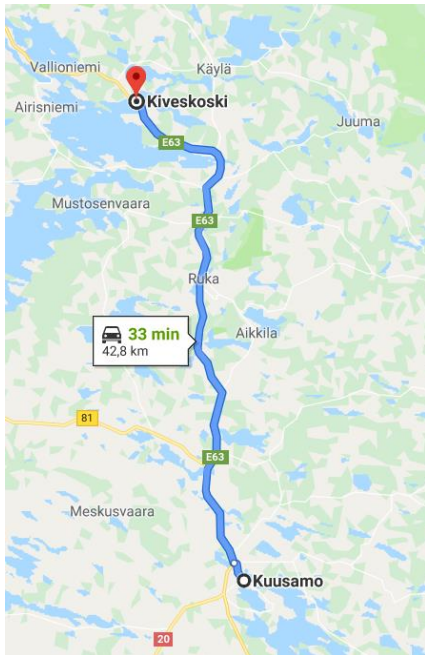 Vallioniemi
Käylä
Kiveskoski
Airisniemi
Juuma
E63
Mustosenvaara
E63
Ruka
33 min
42,8 km
Aikkila
81
E63
Meskusvaara
Kuusamo
20